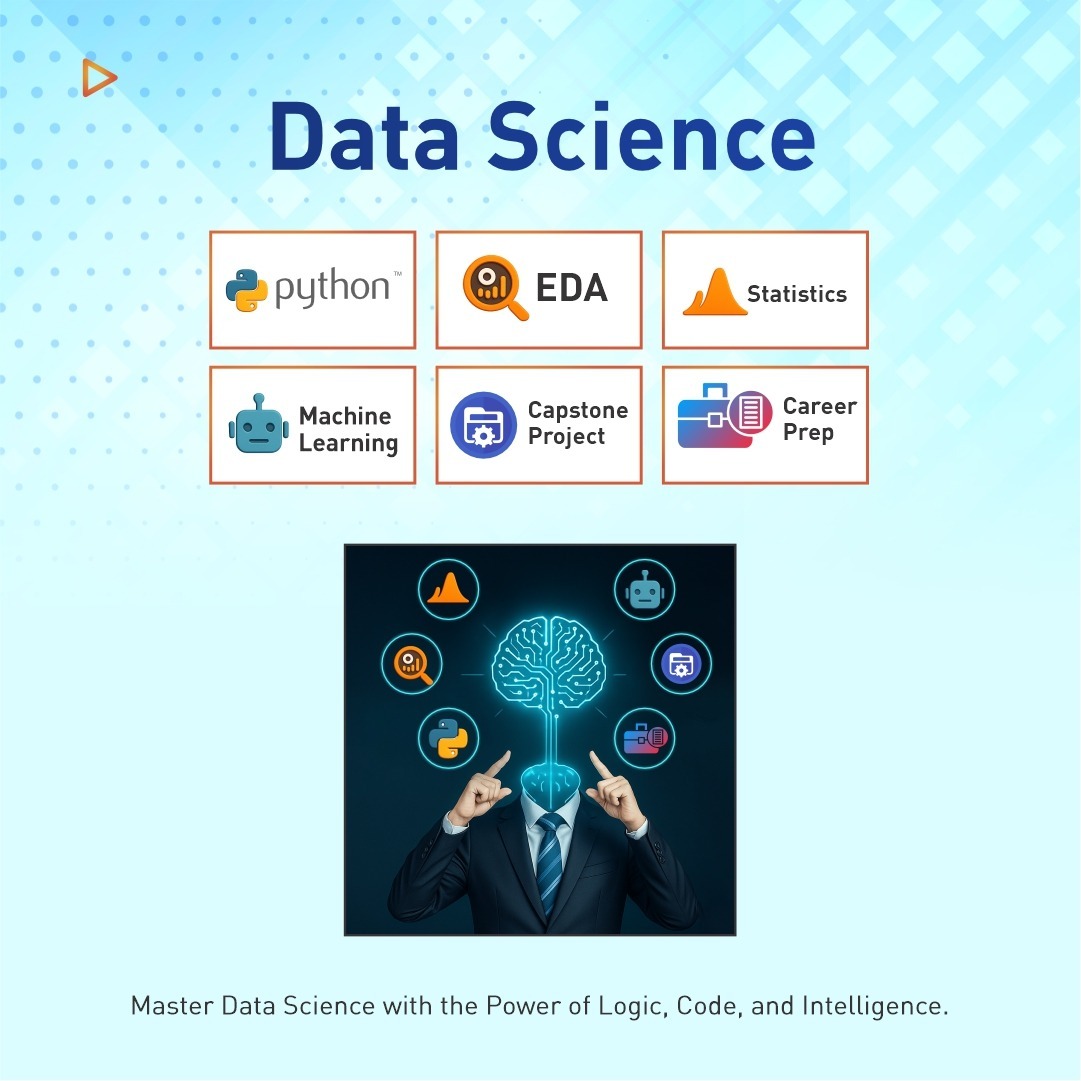 Data Science
python™
EDA
Statistics
Machine
Learning
Capstone
Project
Career
Prep
Master Data Science with the Power of Logic, Code, and Intelligence.